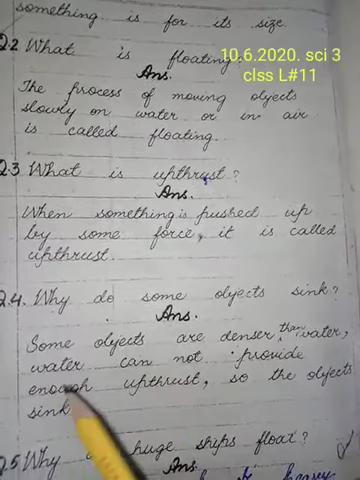 something is for its size
Q.2 What is floating
10.6.2020. sci 3
clss L#11
Ans.
The process of moving objects
slowly on water or in air
is called floating.
Q.3 What is upthrust?
Ans.
When something is pushed up
by some force, it is called
upthrust.
Q.4. Why do some objects sink?
Ans.
Some objects are denser than water,
water can not provide
enough upthrust, so the objects
sink
Q.5 Why huge ships float?
Ans.